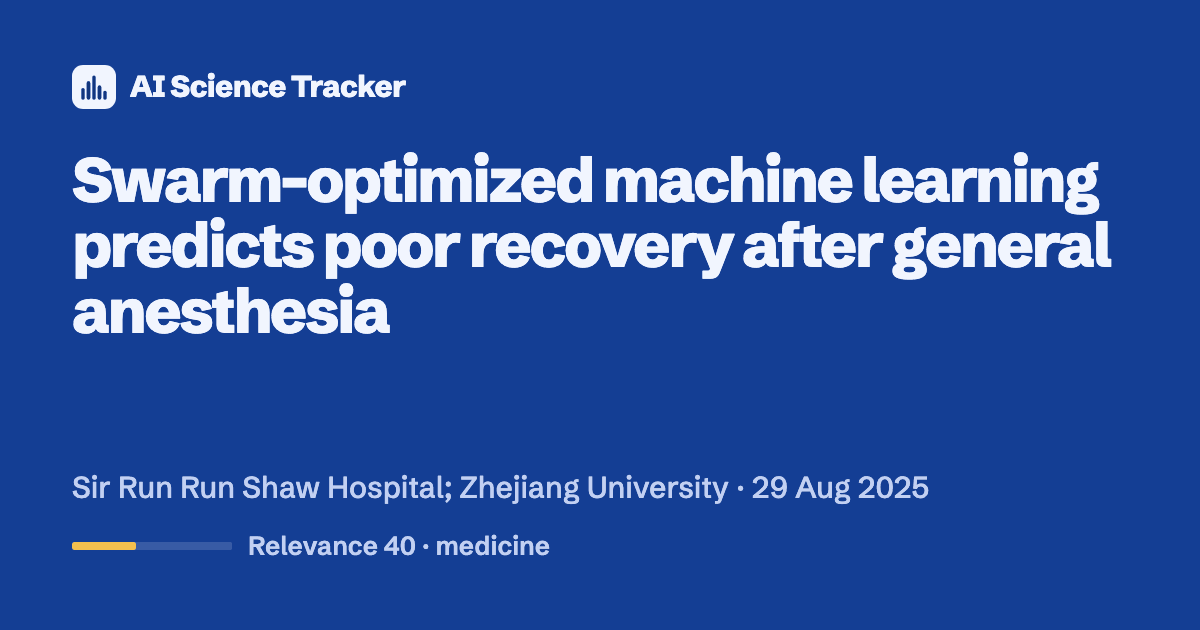 AI Science Tracker
Swarm-optimized machine learning
predicts poor recovery after general
anesthesia
Sir Run Run Shaw Hospital; Zhejiang University · 29 Aug 2025
Relevance 40 · medicine